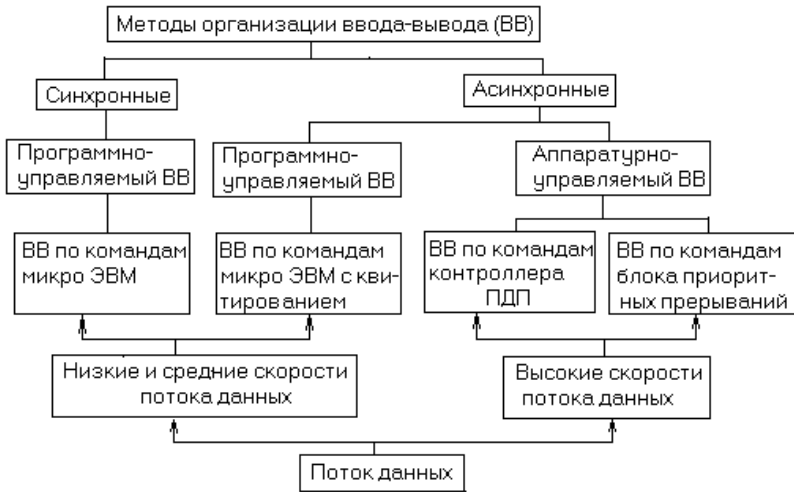 Методы организации ввода-вывода (ВВ)
Синхронные
Асинхронные
Программно-
управляемый ВВ
Программно-
управляемый ВВ
Аппаратурно-
управляемый ВВ
ВВ по командам
микро ЭВМ
ВВ по командам
микро ЭВМ с кви-
тированием
ВВ по командам
контроллера
ПДП
ВВ по командам
блока приорит-
ных прерываний
Низкие и средние скорости
потока данных
Высокие скорости
потока данных
Поток данных